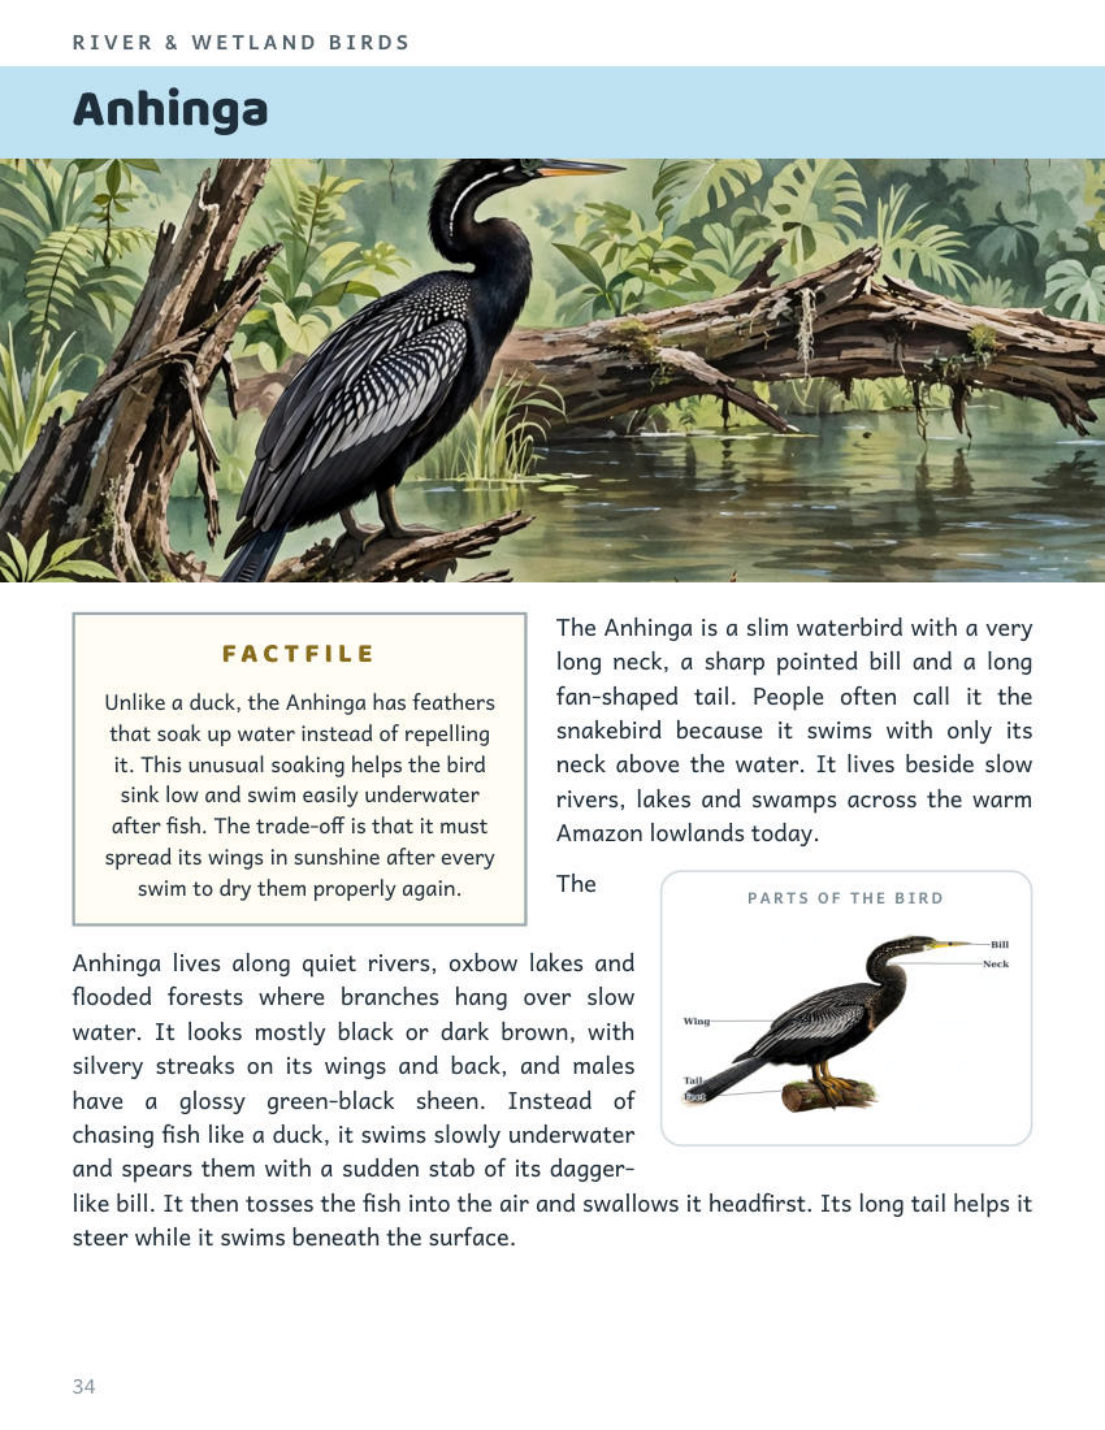 RIVER & WETLAND BIRDS
Anhinga
FACTFILE
Unlike a duck, the Anhinga has feathers
that soak up water instead of repelling
it. This unusual soaking helps the bird
sink low and swim easily underwater
after fish. The trade-off is that it must
spread its wings in sunshine after every
swim to dry them properly again.
The Anhinga is a slim waterbird with a very
long neck, a sharp pointed bill and a long
fan-shaped tail. People often call it the
snakebird because it swims with only its
neck above the water. It lives beside slow
rivers, lakes and swamps across the warm
Amazon lowlands today.
The
Anhinga lives along quiet rivers, oxbow lakes and
flooded forests where branches hang over slow
water. It looks mostly black or dark brown, with
silvery streaks on its wings and back, and males
have a glossy green-black sheen. Instead of
chasing fish like a duck, it swims slowly underwater
and spears them with a sudden stab of its dagger-
like bill. It then tosses the fish into the air and swallows it headfirst. Its long tail helps it
steer while it swims beneath the surface.
PARTS OF THE BIRD
Bill
Neck
Wing
Tail
34